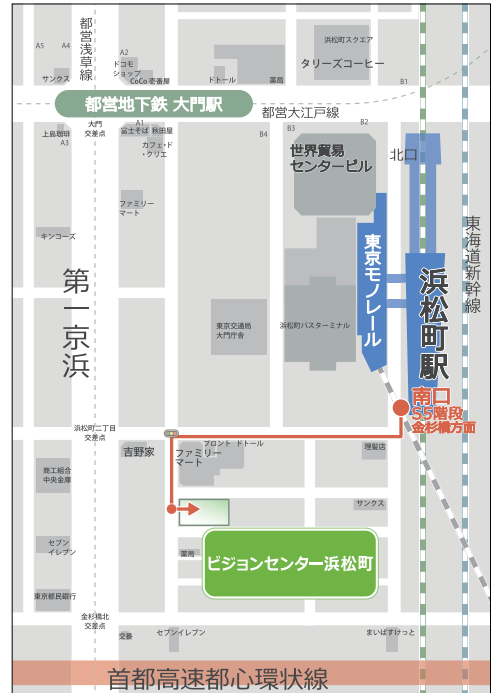 都営浅草線
A5
A4
A2
ドコモ
ショップ
サンクス
CoCo壱番屋
ドトール
薬局
浜松町スクエア
タリーズコーヒー
B1
都営地下鉄 大門駅
都営大江戸線
大門
交差点
A1
B2
B3
B4
上島珈琲
A3
富士そば
秋田屋
カフェ・ド
・クリエ
世界貿易
センタービル
北口
ファミリー
マート
キンコーズ
東京モノレール
東海道新幹線
第一京浜
浜松町駅
東京交通局
大門庁舎
浜松町バスターミナル
南口
S5階段
金杉橋方面
浜松町二丁目
交差点
吉野家
ファミリー
マート
フロント
ドトール
理髪店
商工組合
中央金庫
サンクス
セブン
イレブン
薬局
ビジョンセンター浜松町
東京都民銀行
金杉橋北
交差点
交番
セブンイレブン
まいばすけっと
首都高速都心環状線